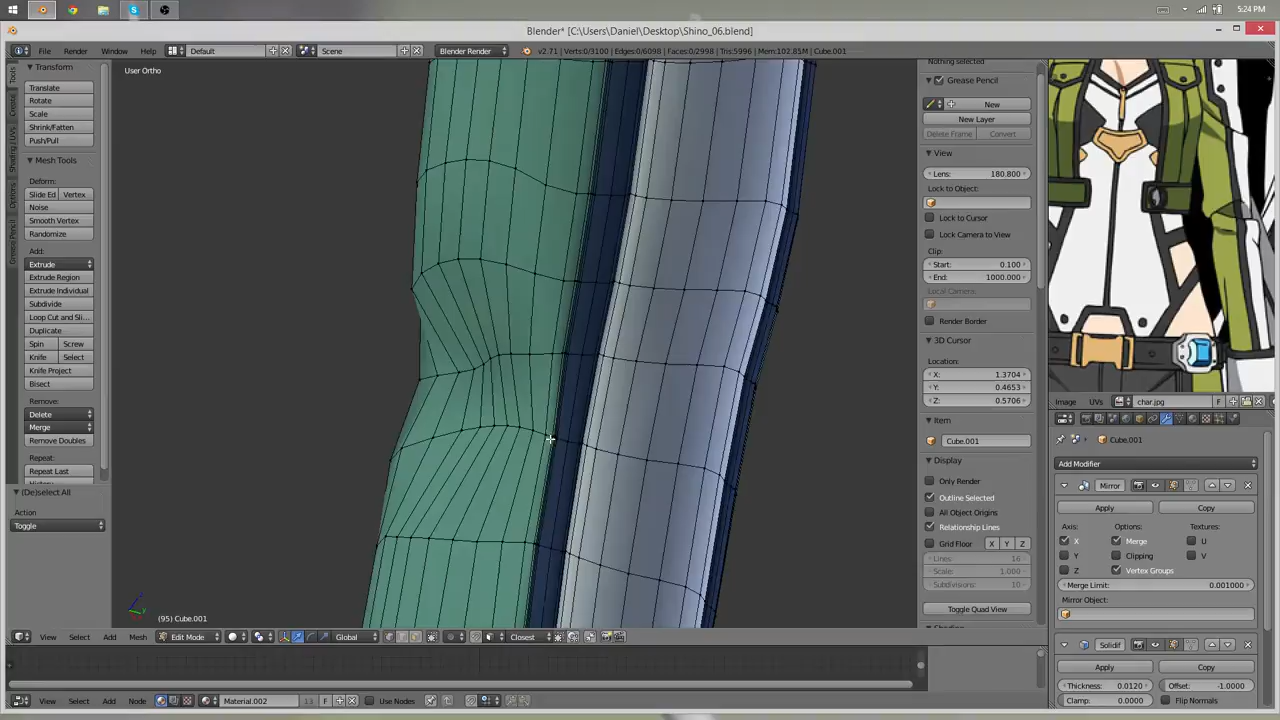 5:24 PM
Blender* [C:\Users\Daniel\Desktop\Shino_06.blend]
File Render Window Help Default Scene Blender Render v2.71 | Verts:0/3100 | Edges:0/6098 | Faces:0/2998 | Tris:5996 | Mem:102.85M | Cube.001
User Ortho
Tools
Create
Shading / UVs
Options
Grease Pencil
Transform
Translate
Rotate
Scale
Shrink/Fatten
Push/Pull
Mesh Tools
Deform:
Slide Ed Vertex
Noise
Smooth Vertex
Randomize
Add:
Extrude
Extrude Region
Extrude Individual
Subdivide
Loop Cut and Sli...
Duplicate
Spin Screw
Knife Select
Knife Project
Bisect
Remove:
Delete
Merge
Remove Doubles
Repeat:
Repeat Last
History...
(De)select All
Action
Toggle
(95) Cube.001
View Select Add Mesh Edit Mode Global Closest
View Select Add Node Material.002 13 F Use Nodes
Nothing selected
Grease Pencil
New
New Layer
Delete Frame Convert
View
Lens: 180.800
Lock to Object:
Lock to Cursor
Lock Camera to View
Clip:
Start: 0.100
End: 1000.000
Local Camera:
Render Border
3D Cursor
Location:
X: 1.3704
Y: 0.4653
Z: 0.5706
Item
Cube.001
Display
Only Render
Outline Selected
All Object Origins
Relationship Lines
Grid Floor X Y Z
Lines: 16
Scale: 1.000
Subdivisions: 10
Toggle Quad View
Shading
Image UVs char.jpg F
Cube.001
Add Modifier
Mirror
Apply Copy
Axis: Options: Textures:
X Merge U
Y Clipping V
Z Vertex Groups
Merge Limit: 0.001000
Mirror Object:
Solidif
Apply Copy
Thickness: 0.0120 Offset: -1.0000
Clamp: 0.0000 Flip Normals